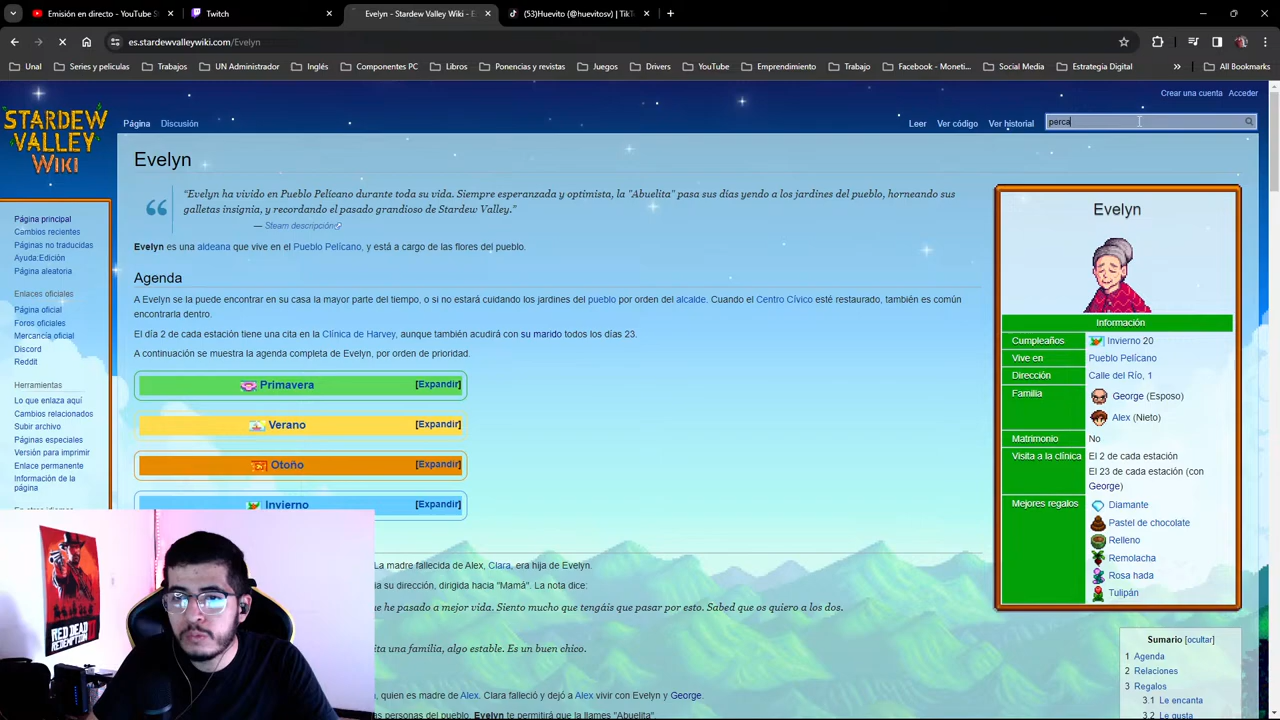 Emisión en directo - YouTube S
Twitch
Evelyn - Stardew Valley Wiki - E
(53)Huevito (@huevitosv) | TikT
es.stardewvalleywiki.com/Evelyn
Unal
Series y películas
Trabajos
UN Administrador
Inglés
Componentes PC
Libros
Ponencias y revistas
Juegos
Drivers
YouTube
Emprendimiento
Trabajo
Facebook - Moneti...
Social Media
Estrategia Digital
»
All Bookmarks
Crear una cuenta Acceder
STARDEW
VALLEY
WIKI
Página Discusión
Leer Ver código Ver historial
perca
Evelyn
"Evelyn ha vivido en Pueblo Pelícano durante toda su vida. Siempre esperanzada y optimista, la "Abuelita" pasa sus días yendo a los jardines del pueblo, horneando sus
galletas insignia, y recordando el pasado grandioso de Stardew Valley."
— Steam descripción
Evelyn es una aldeana que vive en el Pueblo Pelícano, y está a cargo de las flores del pueblo.
Agenda
A Evelyn se la puede encontrar en su casa la mayor parte del tiempo, o si no estará cuidando los jardines del pueblo por orden del alcalde. Cuando el Centro Cívico esté restaurado, también es común
encontrarla dentro.
El día 2 de cada estación tiene una cita en la Clínica de Harvey, aunque también acudirá con su marido todos los días 23.
A continuación se muestra la agenda completa de Evelyn, por orden de prioridad.
Primavera [Expandir]
Verano [Expandir]
Otoño [Expandir]
Invierno [Expandir]
Página principal
Cambios recientes
Páginas no traducidas
Ayuda:Edición
Página aleatoria
Enlaces oficiales
Página oficial
Foros oficiales
Mercancía oficial
Discord
Reddit
Herramientas
Lo que enlaza aquí
Cambios relacionados
Subir archivo
Páginas especiales
Versión para imprimir
Enlace permanente
Información de la
página
Evelyn
Información
Cumpleaños Invierno 20
Vive en Pueblo Pelícano
Dirección Calle del Río, 1
Familia George (Esposo)
Alex (Nieto)
Matrimonio No
Visita a la clínica El 2 de cada estación
El 23 de cada estación (con
George)
Mejores regalos Diamante
Pastel de chocolate
Relleno
Remolacha
Rosa hada
Tulipán
La madre fallecida de Alex, Clara, era hija de Evelyn.
a su dirección, dirigida hacia "Mamá". La nota dice:
e he pasado a mejor vida. Siento mucho que tengáis que pasar por esto. Sabed que os quiero a los dos.
ita una familia, algo estable. Es un buen chico.
, quien es madre de Alex. Clara falleció y dejó a Alex vivir con Evelyn y George.
as personas del pueblo. Evelyn te permitirá que la llames "Abuelita".
Sumario [ocultar]
1 Agenda
2 Relaciones
3 Regalos
3.1 Le encanta
3.2 Le gusta
RED DEAD
REDEMPTION
II